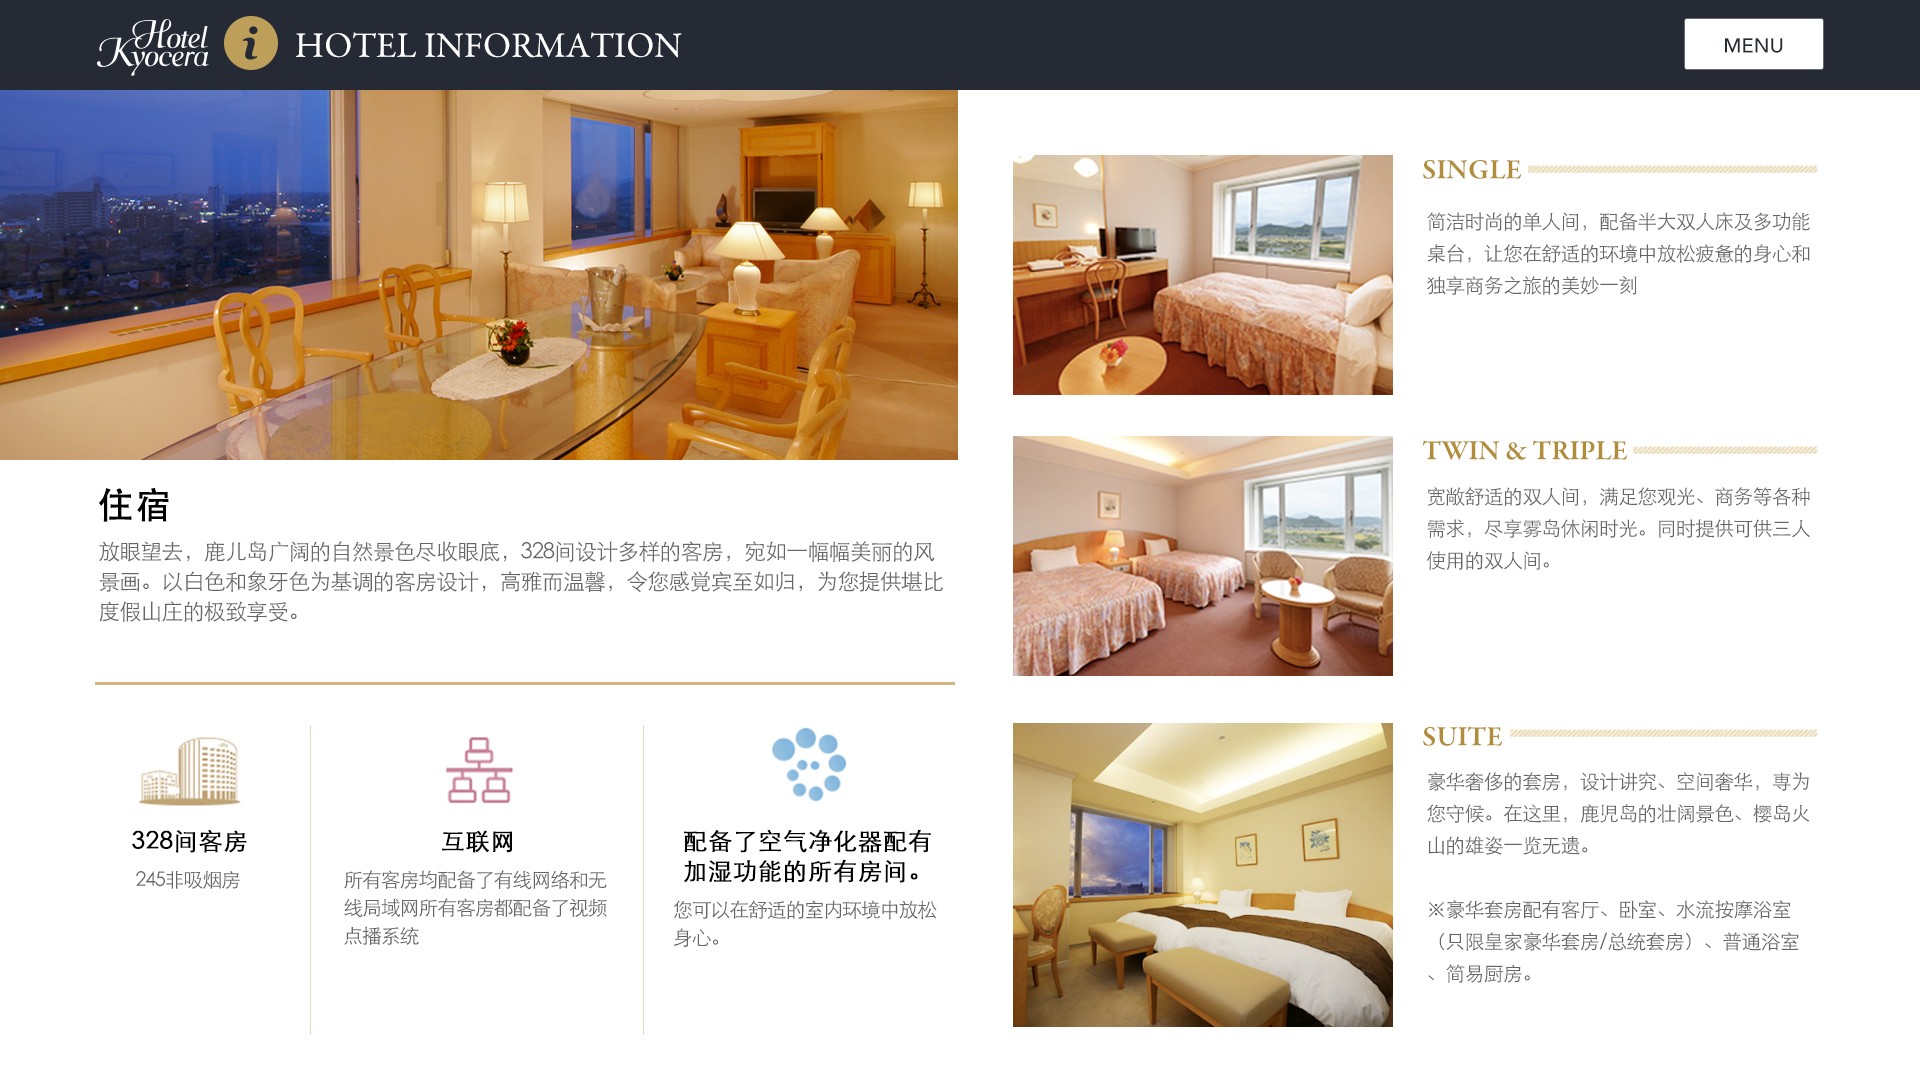 Hotel
Kyocera
i
HOTEL INFORMATION
MENU
住宿
放眼望去，鹿儿岛广阔的自然景色尽收眼底，328间设计多样的客房，宛如一幅幅美丽的风
景画。以白色和象牙色为基调的客房设计，高雅而温馨，令您感觉宾至如归，为您提供堪比
度假山庄的极致享受。
328间客房
245非吸烟房
互联网
所有客房均配备了有线网络和无
线局域网所有客房都配备了视频
点播系统
配备了空气净化器配有
加湿功能的所有房间。
您可以在舒适的室内环境中放松
身心。
SINGLE
简洁时尚的单人间，配备半大双人床及多功能
桌台，让您在舒适的环境中放松疲惫的身心和
独享商务之旅的美妙一刻
TWIN & TRIPLE
宽敞舒适的双人间，满足您观光、商务等各种
需求，尽享雾岛休闲时光。同时提供可供三人
使用的双人间。
SUITE
豪华奢侈的套房，设计讲究、空间奢华，専为
您守候。在这里，鹿児岛的壮阔景色、樱岛火
山的雄姿一览无遗。
※豪华套房配有客厅、卧室、水流按摩浴室
（只限皇家豪华套房/总统套房）、普通浴室
、简易厨房。